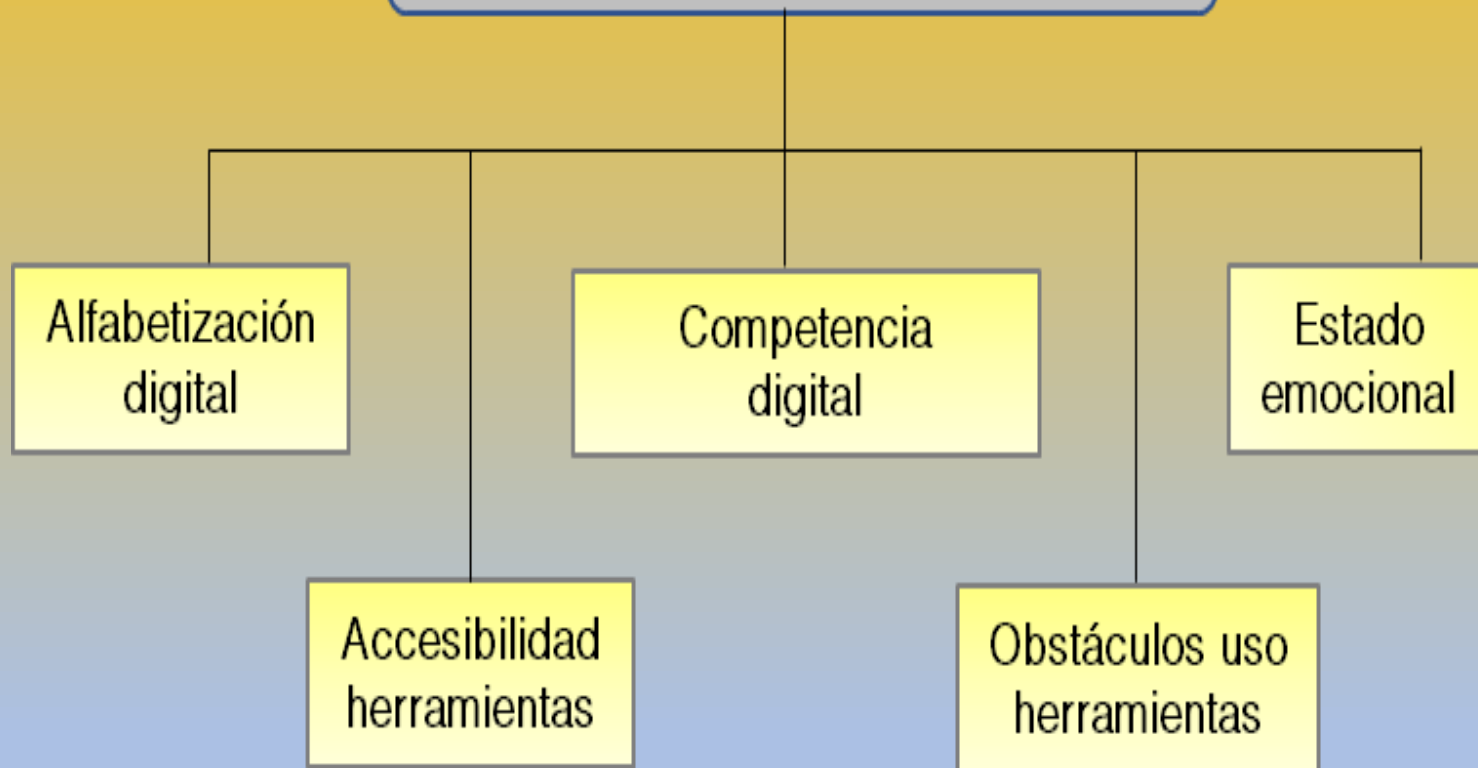 Alfabetización
digital
Competencia
digital
Estado
emocional
Accesibilidad
herramientas
Obstáculos uso
herramientas